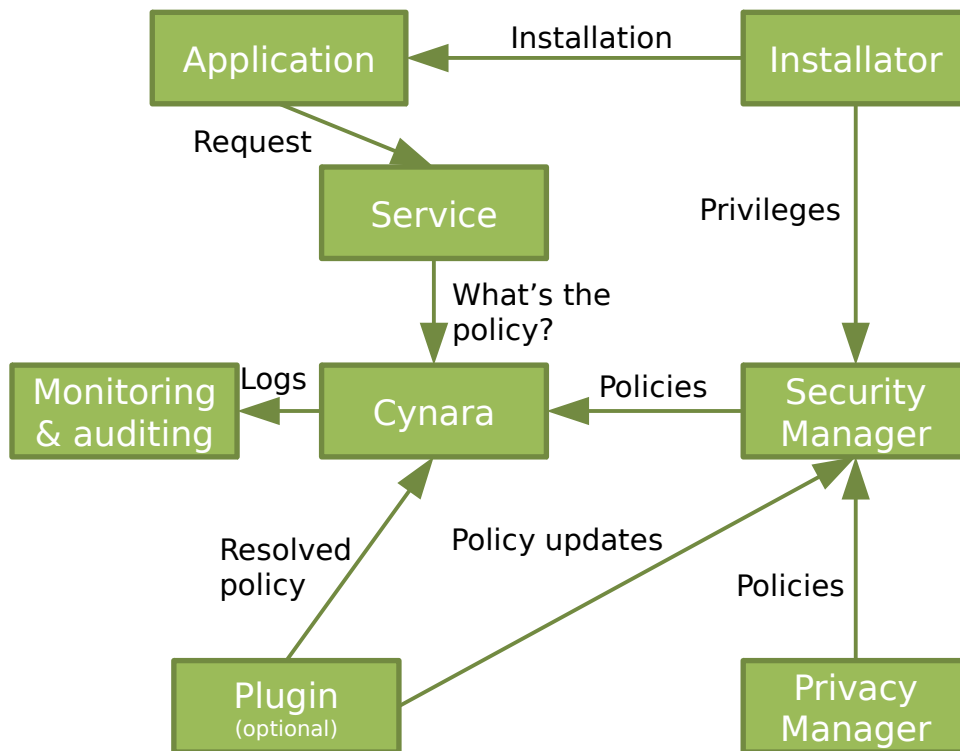 Application
Installation
Installator
Request
Service
Privileges
What’s the
policy?
Monitoring
& auditing
Logs
Cynara
Policies
Security
Manager
Resolved
policy
Policy updates
Policies
Plugin
(optional)
Privacy
Manager